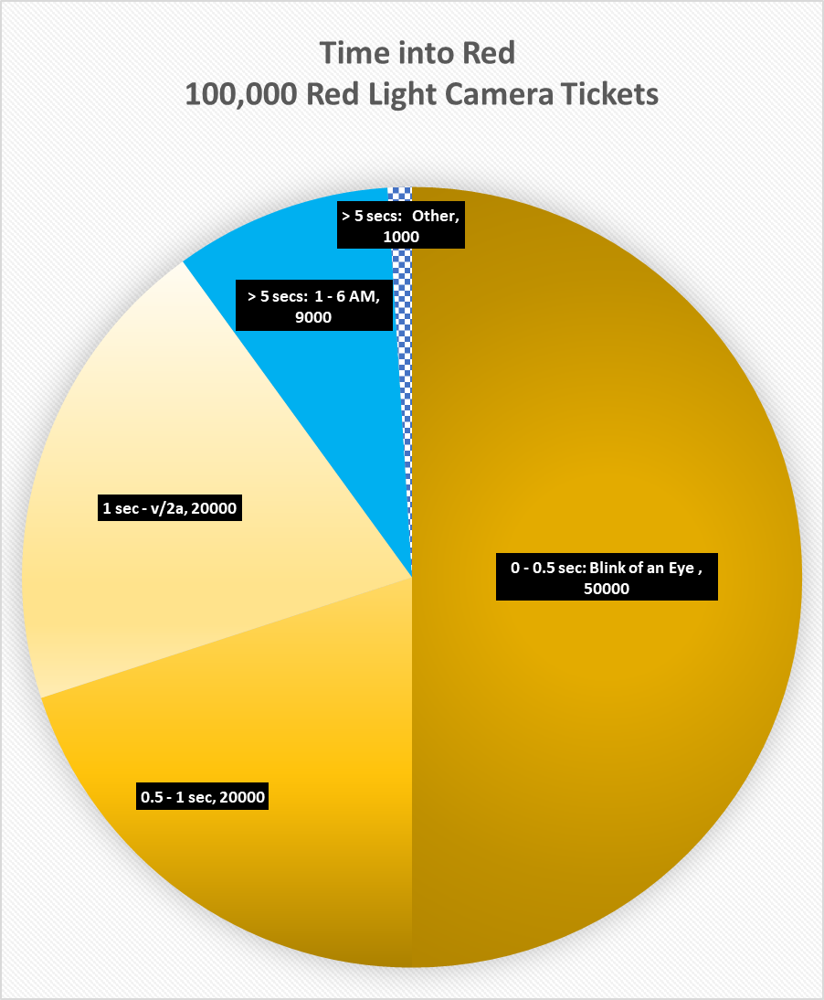 Time into Red
100,000 Red Light Camera Tickets
> 5 secs:  Other,
1000
> 5 secs:  1 - 6 AM,
9000
1 sec - v/2a, 20000
0 - 0.5 sec: Blink of an Eye ,
50000
0.5 - 1 sec, 20000